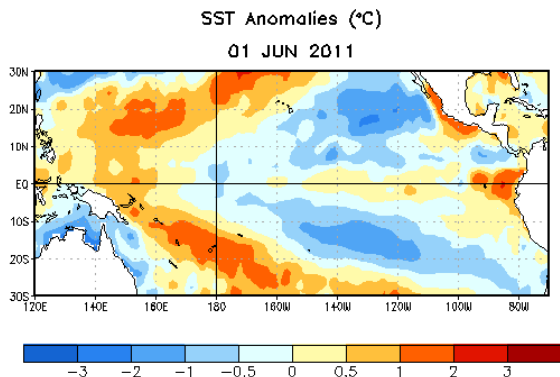 SST Anomalies (°C)
01 JUN 2011
30N
20N
10N
EQ
10S
20S
30S
120E 140E 160E 180 160W 140W 120W 100W 80W
-3 -2 -1 -0.5 0 0.5 1 2 3